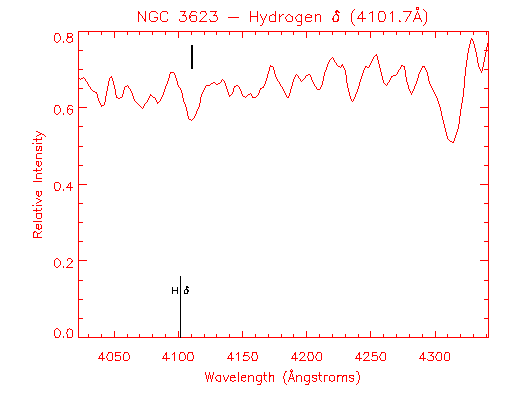 NGC 3623 – Hydrogen δ (4101.7Å)
0.8
0.6
0.4
0.2
0.0
Relative Intensity
H δ
4050 4100 4150 4200 4250 4300
Wavelength (Ångstroms)